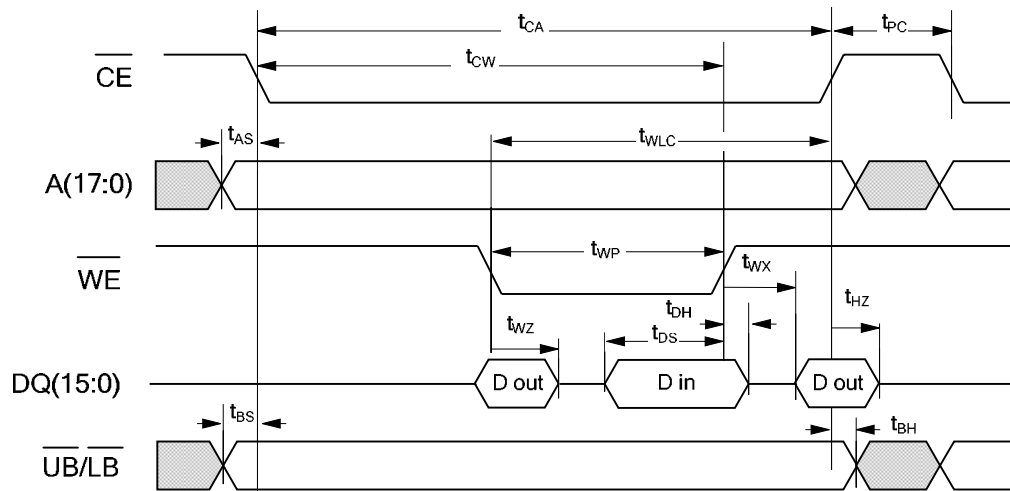 tCA
tPC
CE
tCW
tAS
tWLC
A(17:0)
WE
tWP
tWX
tDH
tHZ
tWZ
tDS
DQ(15:0)
D out
D in
D out
tBS
tBH
UB/LB